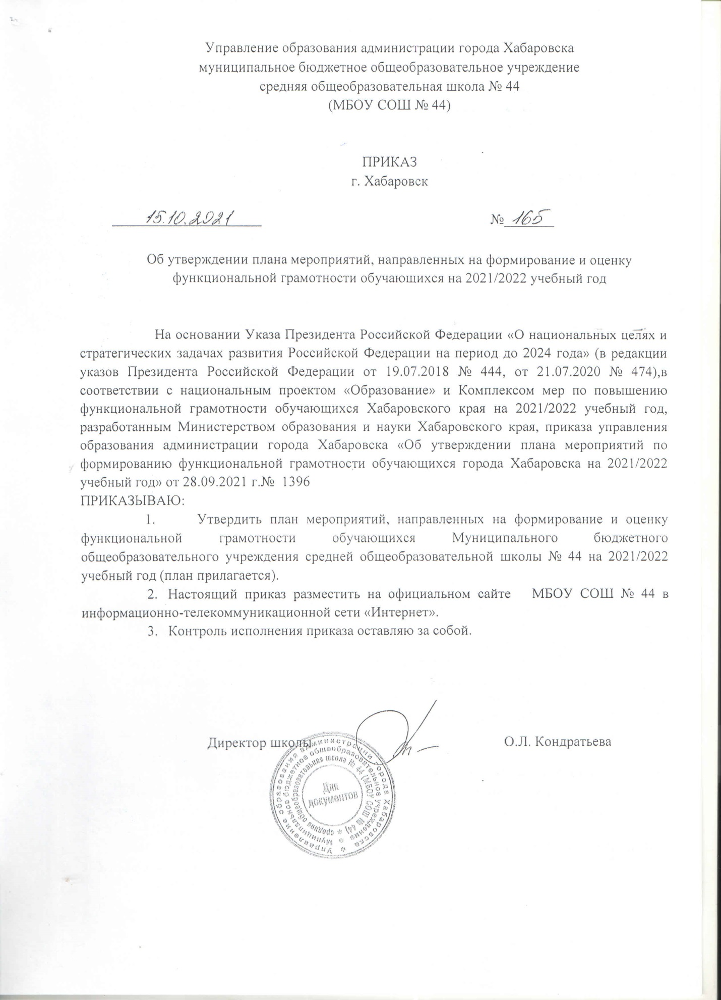 Управление образования администрации города Хабаровска
муниципальное бюджетное общеобразовательное учреждение
средняя общеобразовательная школа № 44
(МБОУ СОШ № 44)
ПРИКАЗ
г. Хабаровск
15.10.2021 № 165
Об утверждении плана мероприятий, направленных на формирование и оценку
функциональной грамотности обучающихся на 2021/2022 учебный год
На основании Указа Президента Российской Федерации «О национальных целях и
стратегических задачах развития Российской Федерации на период до 2024 года» (в редакции
указов Президента Российской Федерации от 19.07.2018 № 444, от 21.07.2020 № 474),в
соответствии с национальным проектом «Образование» и Комплексом мер по повышению
функциональной грамотности обучающихся Хабаровского края на 2021/2022 учебный год,
разработанным Министерством образования и науки Хабаровского края, приказа управления
образования администрации города Хабаровска «Об утверждении плана мероприятий по
формированию функциональной грамотности обучающихся города Хабаровска на 2021/2022
учебный год» от 28.09.2021 г.№ 1396
ПРИКАЗЫВАЮ:
1. Утвердить план мероприятий, направленных на формирование и оценку
функциональной грамотности обучающихся Муниципального бюджетного
общеобразовательного учреждения средней общеобразовательной школы № 44 на 2021/2022
учебный год (план прилагается).
2. Настоящий приказ разместить на официальном сайте МБОУ СОШ № 44 в
информационно-телекоммуникационной сети «Интернет».
3. Контроль исполнения приказа оставляю за собой.
Директор школы О.Л. Кондратьева
Управление образования администрации города Хабаровска *
Муниципальное бюджетное общеобразовательное учреждение *
средняя общеобразовательная школа № 44 (МБОУ СОШ № 44) *
Для
документов